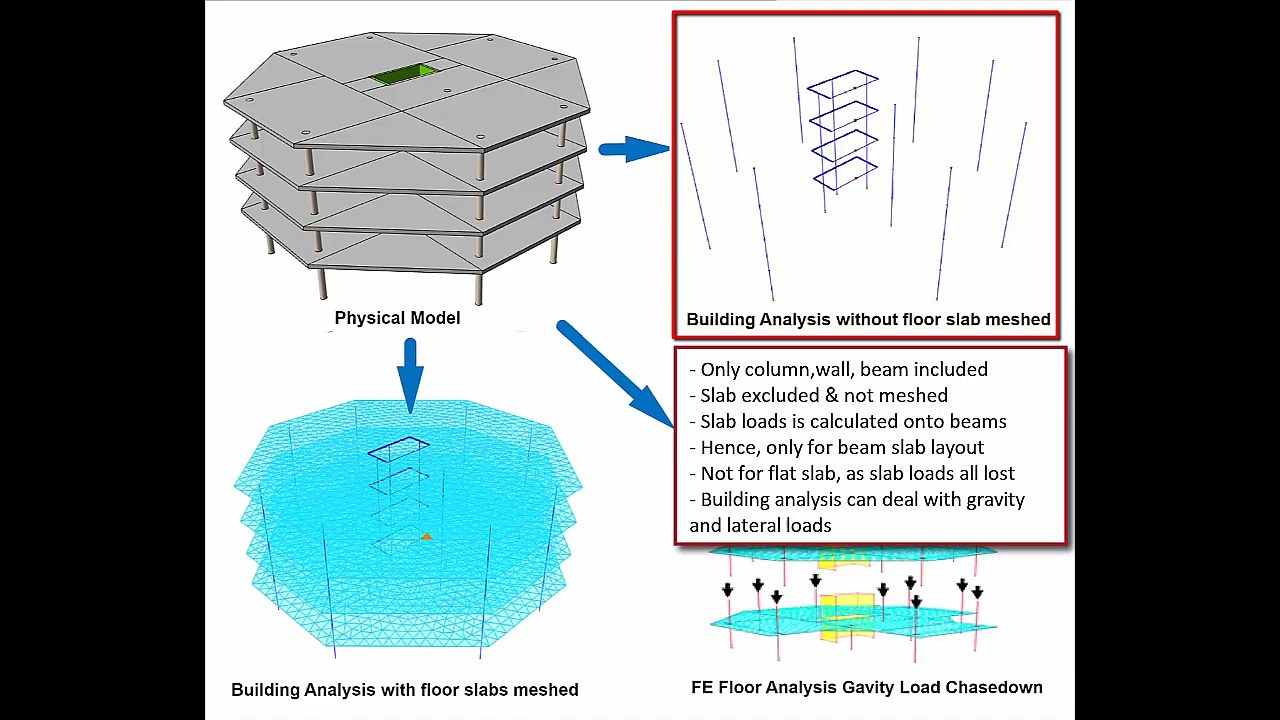 Physical Model
Building Analysis without floor slab meshed
- Only column,wall, beam included
- Slab excluded & not meshed
- Slab loads is calculated onto beams
- Hence, only for beam slab layout
- Not for flat slab, as slab loads all lost
- Building analysis can deal with gravity
and lateral loads
Building Analysis with floor slabs meshed
FE Floor Analysis Gavity Load Chasedown